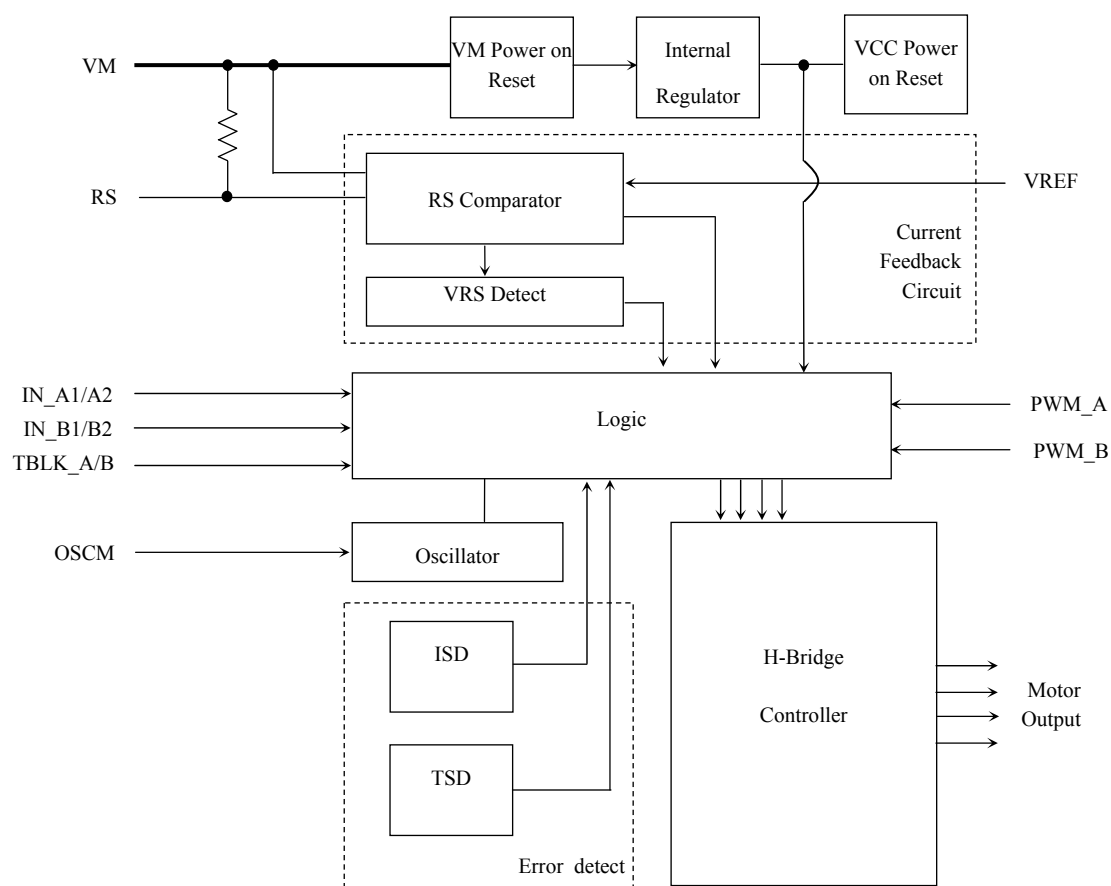 VM
VM Power on
Reset
Internal
Regulator
VCC Power
on Reset
RS
RS Comparator
VREF
Current
Feedback
Circuit
VRS Detect
IN_A1/A2
IN_B1/B2
TBLK_A/B
Logic
PWM_A
PWM_B
OSCM
Oscillator
ISD
TSD
Error detect
H-Bridge
Controller
Motor
Output